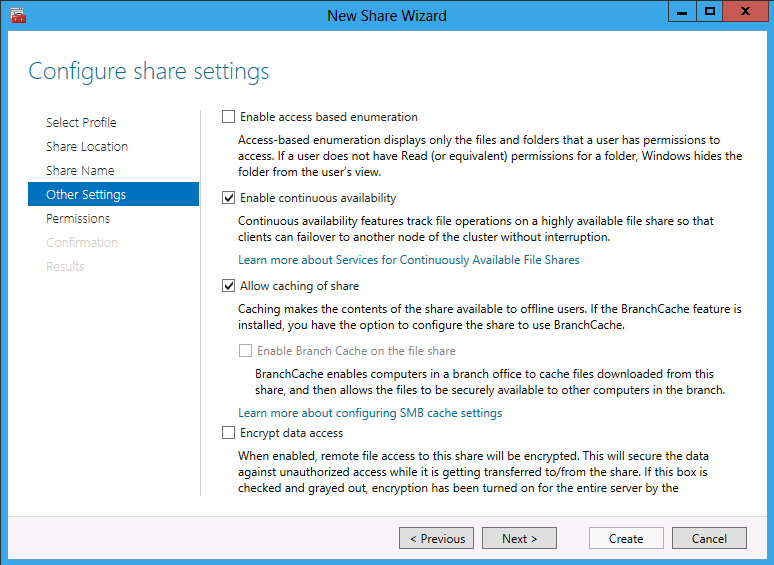 New Share Wizard
Configure share settings
Select Profile
Share Location
Share Name
Other Settings
Permissions
Confirmation
Results
Enable access based enumeration
Access-based enumeration displays only the files and folders that a user has permissions to
access. If a user does not have Read (or equivalent) permissions for a folder, Windows hides the
folder from the user's view.
Enable continuous availability
Continuous availability features track file operations on a highly available file share so that
clients can failover to another node of the cluster without interruption.
Learn more about Services for Continuously Available File Shares
Allow caching of share
Caching makes the contents of the share available to offline users. If the BranchCache feature is
installed, you have the option to configure the share to use BranchCache.
Enable Branch Cache on the file share
BranchCache enables computers in a branch office to cache files downloaded from this
share, and then allows the files to be securely available to other computers in the branch.
Learn more about configuring SMB cache settings
Encrypt data access
When enabled, remote file access to this share will be encrypted. This will secure the data
against unauthorized access while it is getting transferred to/from the share. If this box is
checked and grayed out, encryption has been turned on for the entire server by the
< Previous
Next >
Create
Cancel